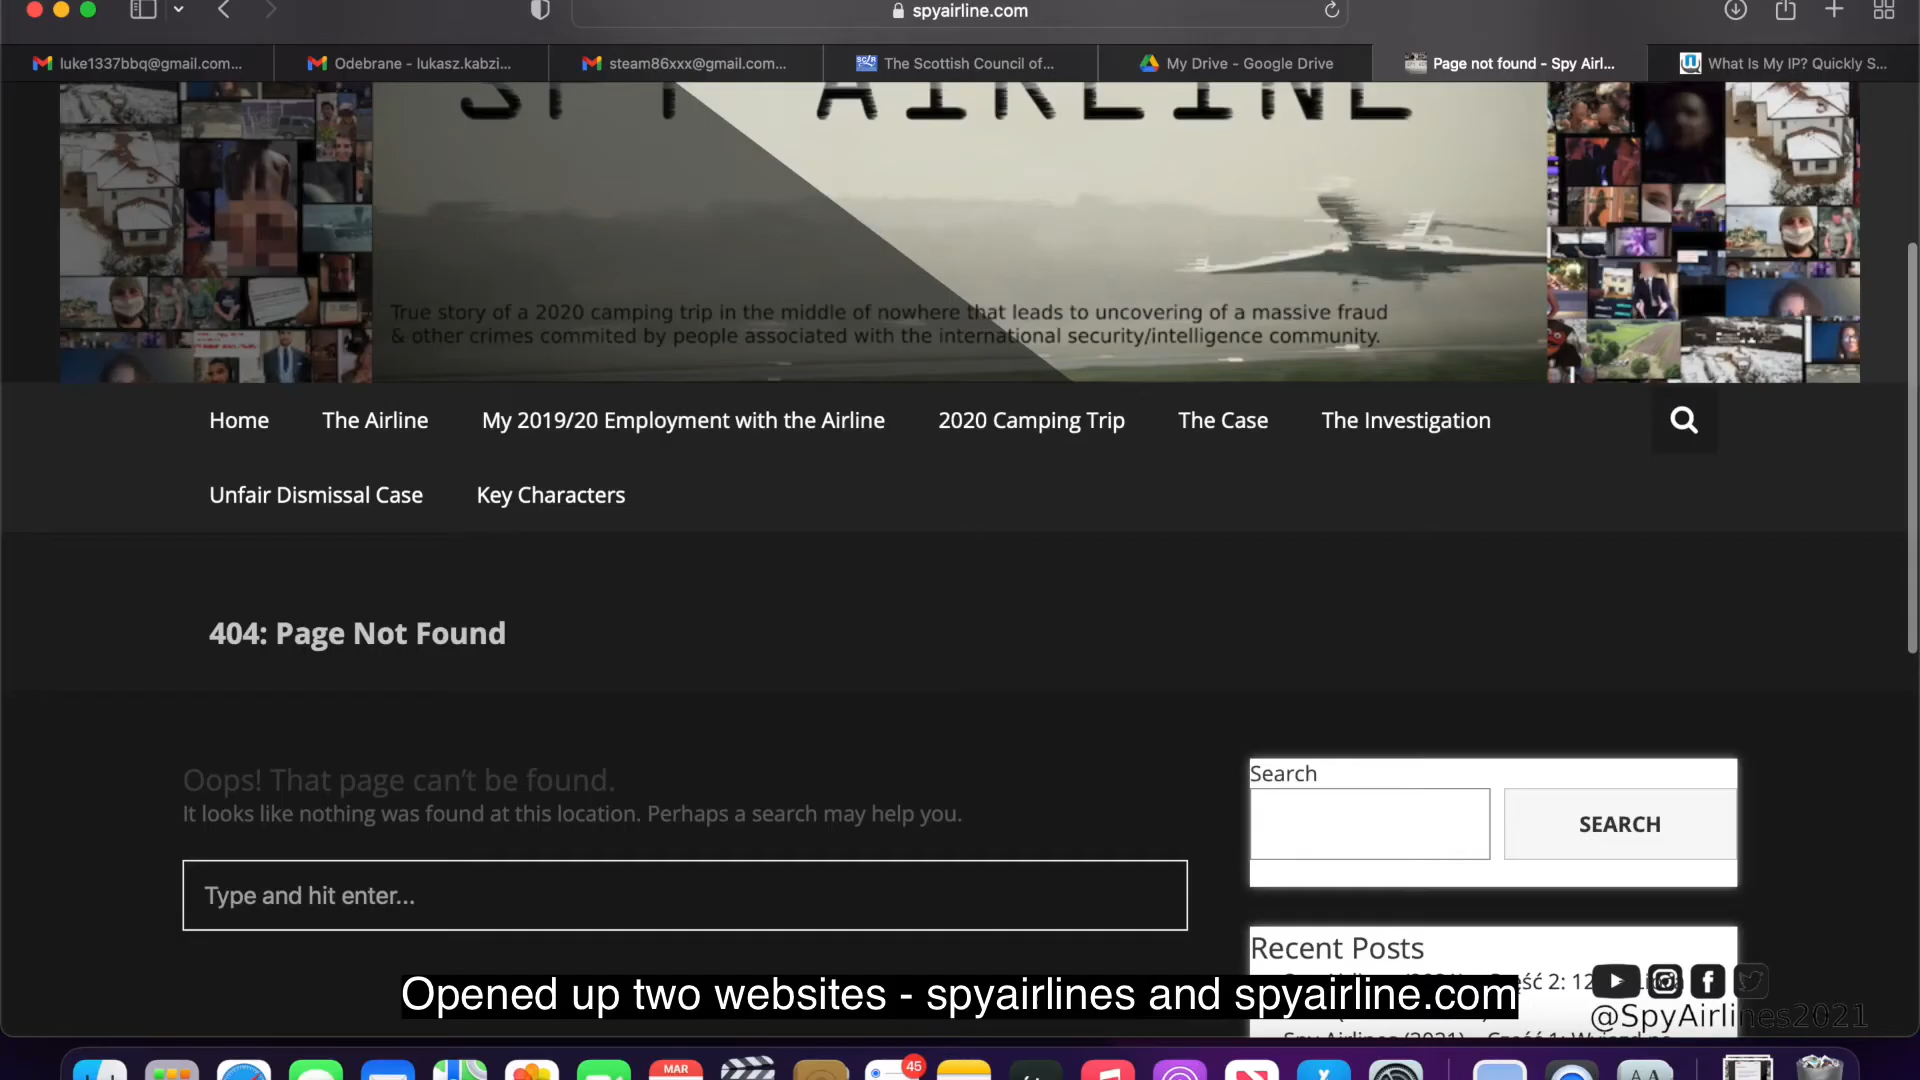 spyairline.com
luke1337bbq@gmail.com...
Odebrane - lukasz.kabzi...
steam86xxx@gmail.com...
The Scottish Council of...
My Drive - Google Drive
Page not found - Spy Airl...
What Is My IP? Quickly S...
SPY AIRLINE
True story of a 2020 camping trip in the middle of nowhere that leads to uncovering of a massive fraud
& other crimes commited by people associated with the international security/intelligence community.
Home
The Airline
My 2019/20 Employment with the Airline
2020 Camping Trip
The Case
The Investigation
Unfair Dismissal Case
Key Characters
404: Page Not Found
Oops! That page can't be found.
It looks like nothing was found at this location. Perhaps a search may help you.
Type and hit enter...
Search
SEARCH
Recent Posts
Opened up two websites - spyairlines and spyairline.com
@SpyAirlines2021
45
MAR